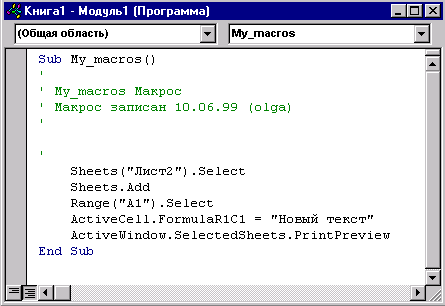 Книга1 - Модуль1 (Программа)
(Общая область) My_macros
Sub My_macros()
'
' My_macros Макрос
' Макрос записан 10.06.99 (olga)
'

'
    Sheets("Лист2").Select
    Sheets.Add
    Range("A1").Select
    ActiveCell.FormulaR1C1 = "Новый текст"
    ActiveWindow.SelectedSheets.PrintPreview
End Sub